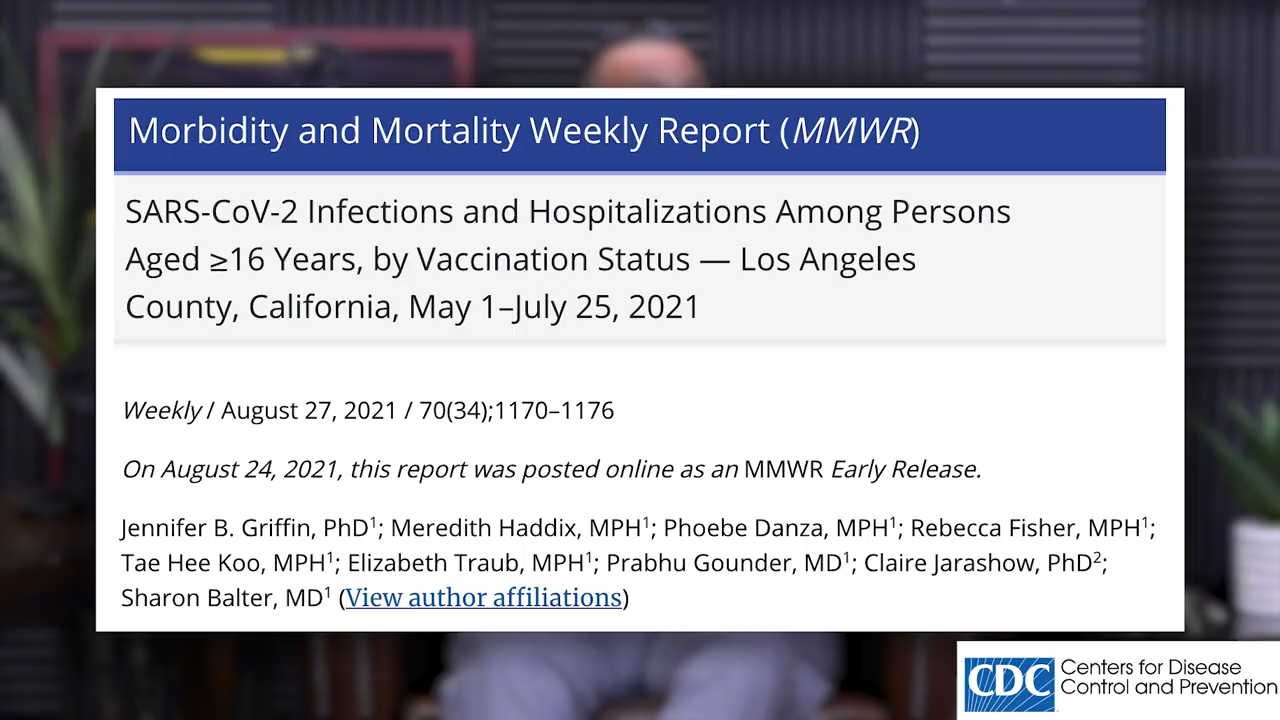 Morbidity and Mortality Weekly Report (MMWR)
SARS-CoV-2 Infections and Hospitalizations Among Persons
Aged ≥16 Years, by Vaccination Status — Los Angeles
County, California, May 1–July 25, 2021
Weekly / August 27, 2021 / 70(34);1170–1176
On August 24, 2021, this report was posted online as an MMWR Early Release.
Jennifer B. Griffin, PhD¹; Meredith Haddix, MPH¹; Phoebe Danza, MPH¹; Rebecca Fisher, MPH¹;
Tae Hee Koo, MPH¹; Elizabeth Traub, MPH¹; Prabhu Gounder, MD¹; Claire Jarashow, PhD²;
Sharon Balter, MD¹ (View author affiliations)
CDC Centers for Disease
Control and Prevention